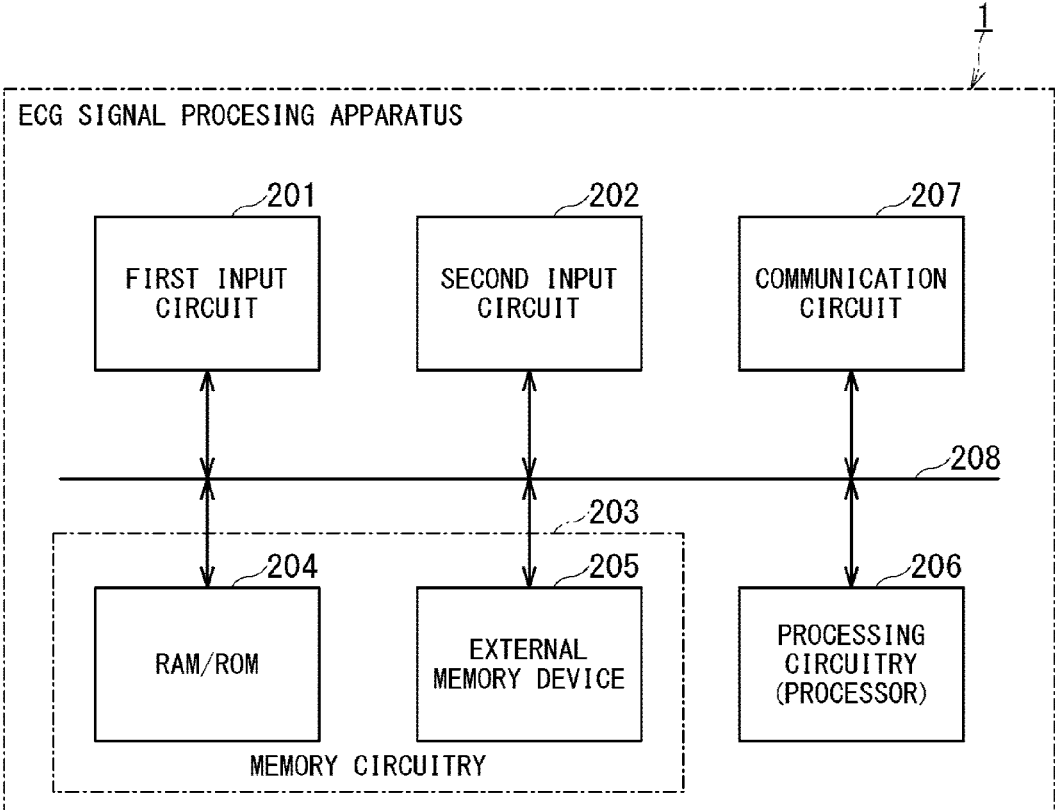 1
ECG SIGNAL PROCESING APPARATUS
201
202
207
FIRST INPUT
CIRCUIT
SECOND INPUT
CIRCUIT
COMMUNICATION
CIRCUIT
208
203
204
205
206
RAM/ROM
EXTERNAL
MEMORY DEVICE
PROCESSING
CIRCUITRY
(PROCESSOR)
MEMORY CIRCUITRY